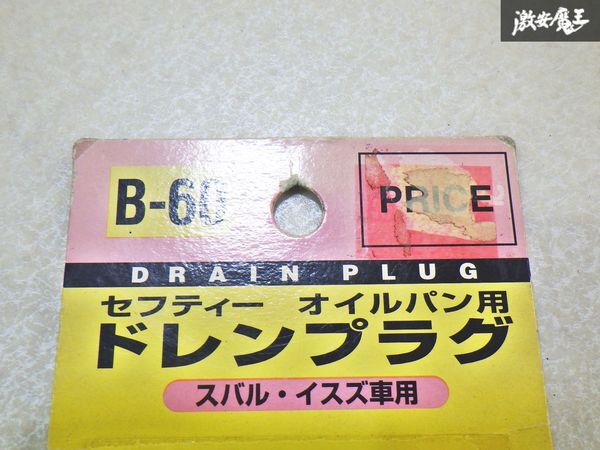 激安魔王
B-60
PRICE
DRAIN PLUG
セフティー オイルパン用
ドレンプラグ
スバル・イスズ車用